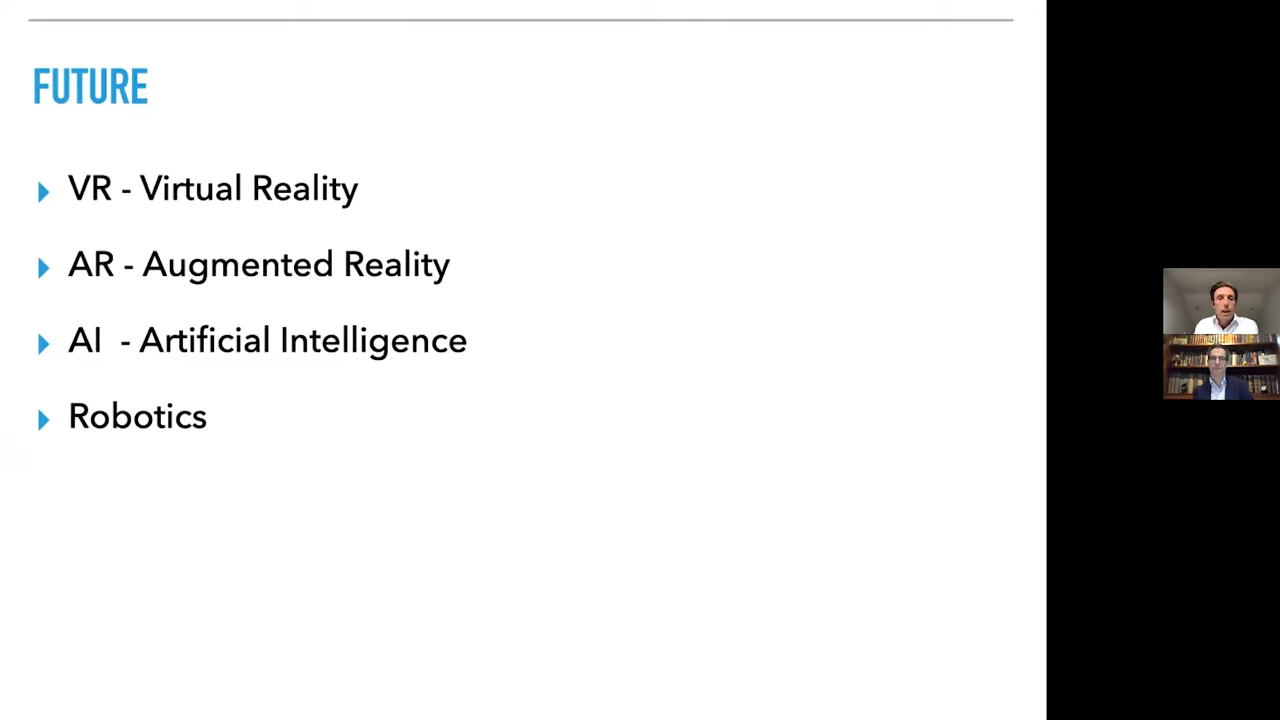 FUTURE
VR - Virtual Reality
AR - Augmented Reality
AI - Artificial Intelligence
Robotics